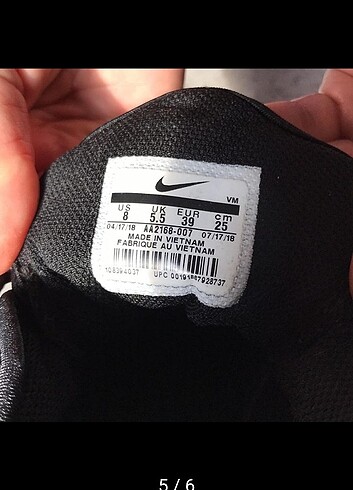 VM
US UK EUR cm
8 5.5 39 25
04/17/18 AA2168-007 07/17/18
MADE IN VIETNAM
FABRIQUE AU VIETNAM
UPC
5 / 6